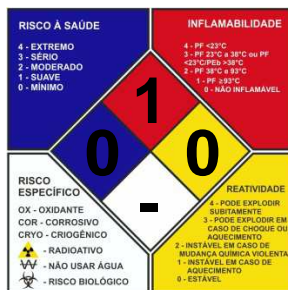 RISCO À SAÚDE
4 - EXTREMO
3 - SÉRIO
2 - MODERADO
1 - SUAVE
0 - MÍNIMO
INFLAMABILIDADE
4 - PF <23°C
3 - PF 23°C a 38°C ou PF
<23°C/PEb >38°C
2 - PF 38°C a 93°C
1 - PF ≥93°C
0 - NÃO INFLAMÁVEL
1
0
0
-
RISCO
ESPECÍFICO
OX - OXIDANTE
COR - CORROSIVO
CRYO - CRIOGÊNICO
- RADIOATIVO
W - NÃO USAR ÁGUA
- RISCO BIOLÓGICO
REATIVIDADE
4 - PODE EXPLODIR
SUBITAMENTE
3 - PODE EXPLODIR EM
CASO DE CHOQUE OU
AQUECIMENTO
2 - INSTÁVEL EM CASO DE
MUDANÇA QUÍMICA VIOLENTA
1 - INSTÁVEL EM CASO DE
AQUECIMENTO
0 - ESTÁVEL